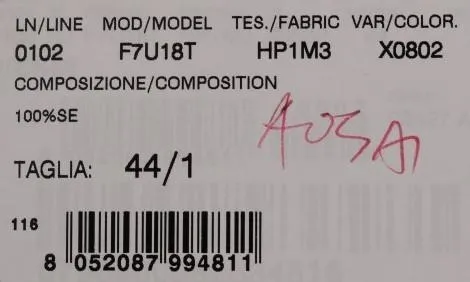 LN/LINE MOD/MODEL TES./FABRIC VAR/COLOR.
0102 F7U18T HP1M3 X0802
COMPOSIZIONE/COMPOSITION
100%SE
TAGLIA: 44/1
116
8 052087 994811